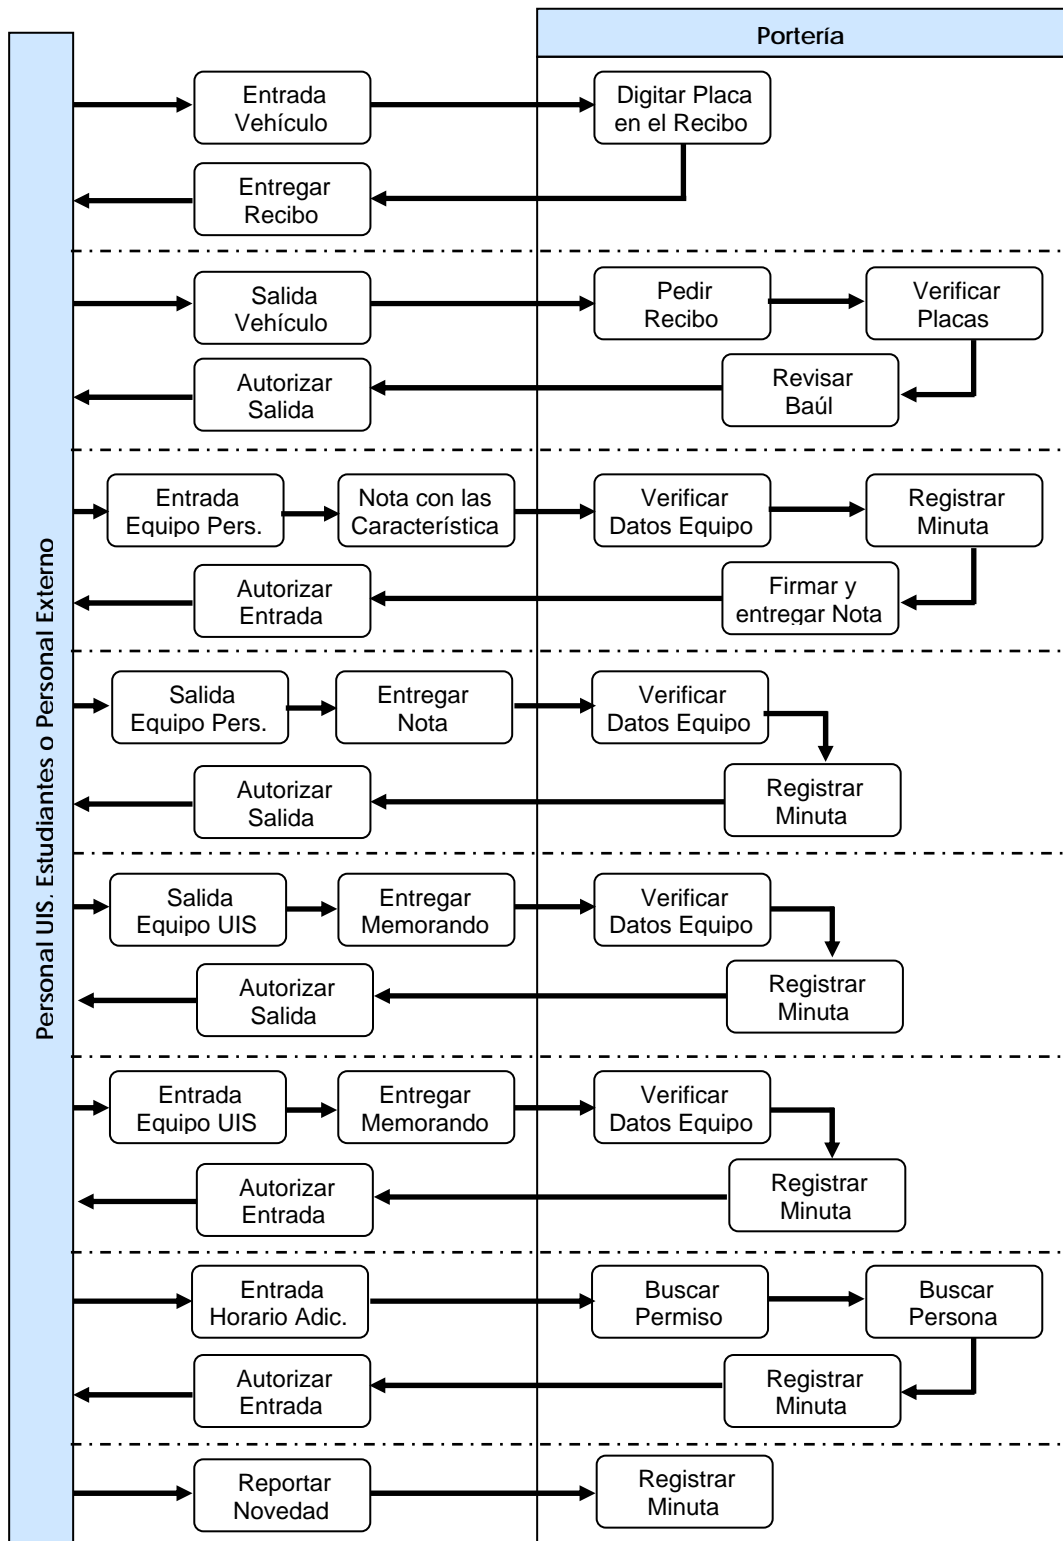 Portería
Personal UIS. Estudiantes o Personal Externo
Entrada
Vehículo
Digitar Placa
en el Recibo
Entregar
Recibo
Salida
Vehículo
Pedir
Recibo
Verificar
Placas
Revisar
Baúl
Autorizar
Salida
Entrada
Equipo Pers.
Nota con las
Característica
Verificar
Datos Equipo
Registrar
Minuta
Firmar y
entregar Nota
Autorizar
Entrada
Salida
Equipo Pers.
Entregar
Nota
Verificar
Datos Equipo
Registrar
Minuta
Autorizar
Salida
Salida
Equipo UIS
Entregar
Memorando
Verificar
Datos Equipo
Registrar
Minuta
Autorizar
Salida
Entrada
Equipo UIS
Entregar
Memorando
Verificar
Datos Equipo
Registrar
Minuta
Autorizar
Entrada
Entrada
Horario Adic.
Buscar
Permiso
Buscar
Persona
Registrar
Minuta
Autorizar
Entrada
Reportar
Novedad
Registrar
Minuta